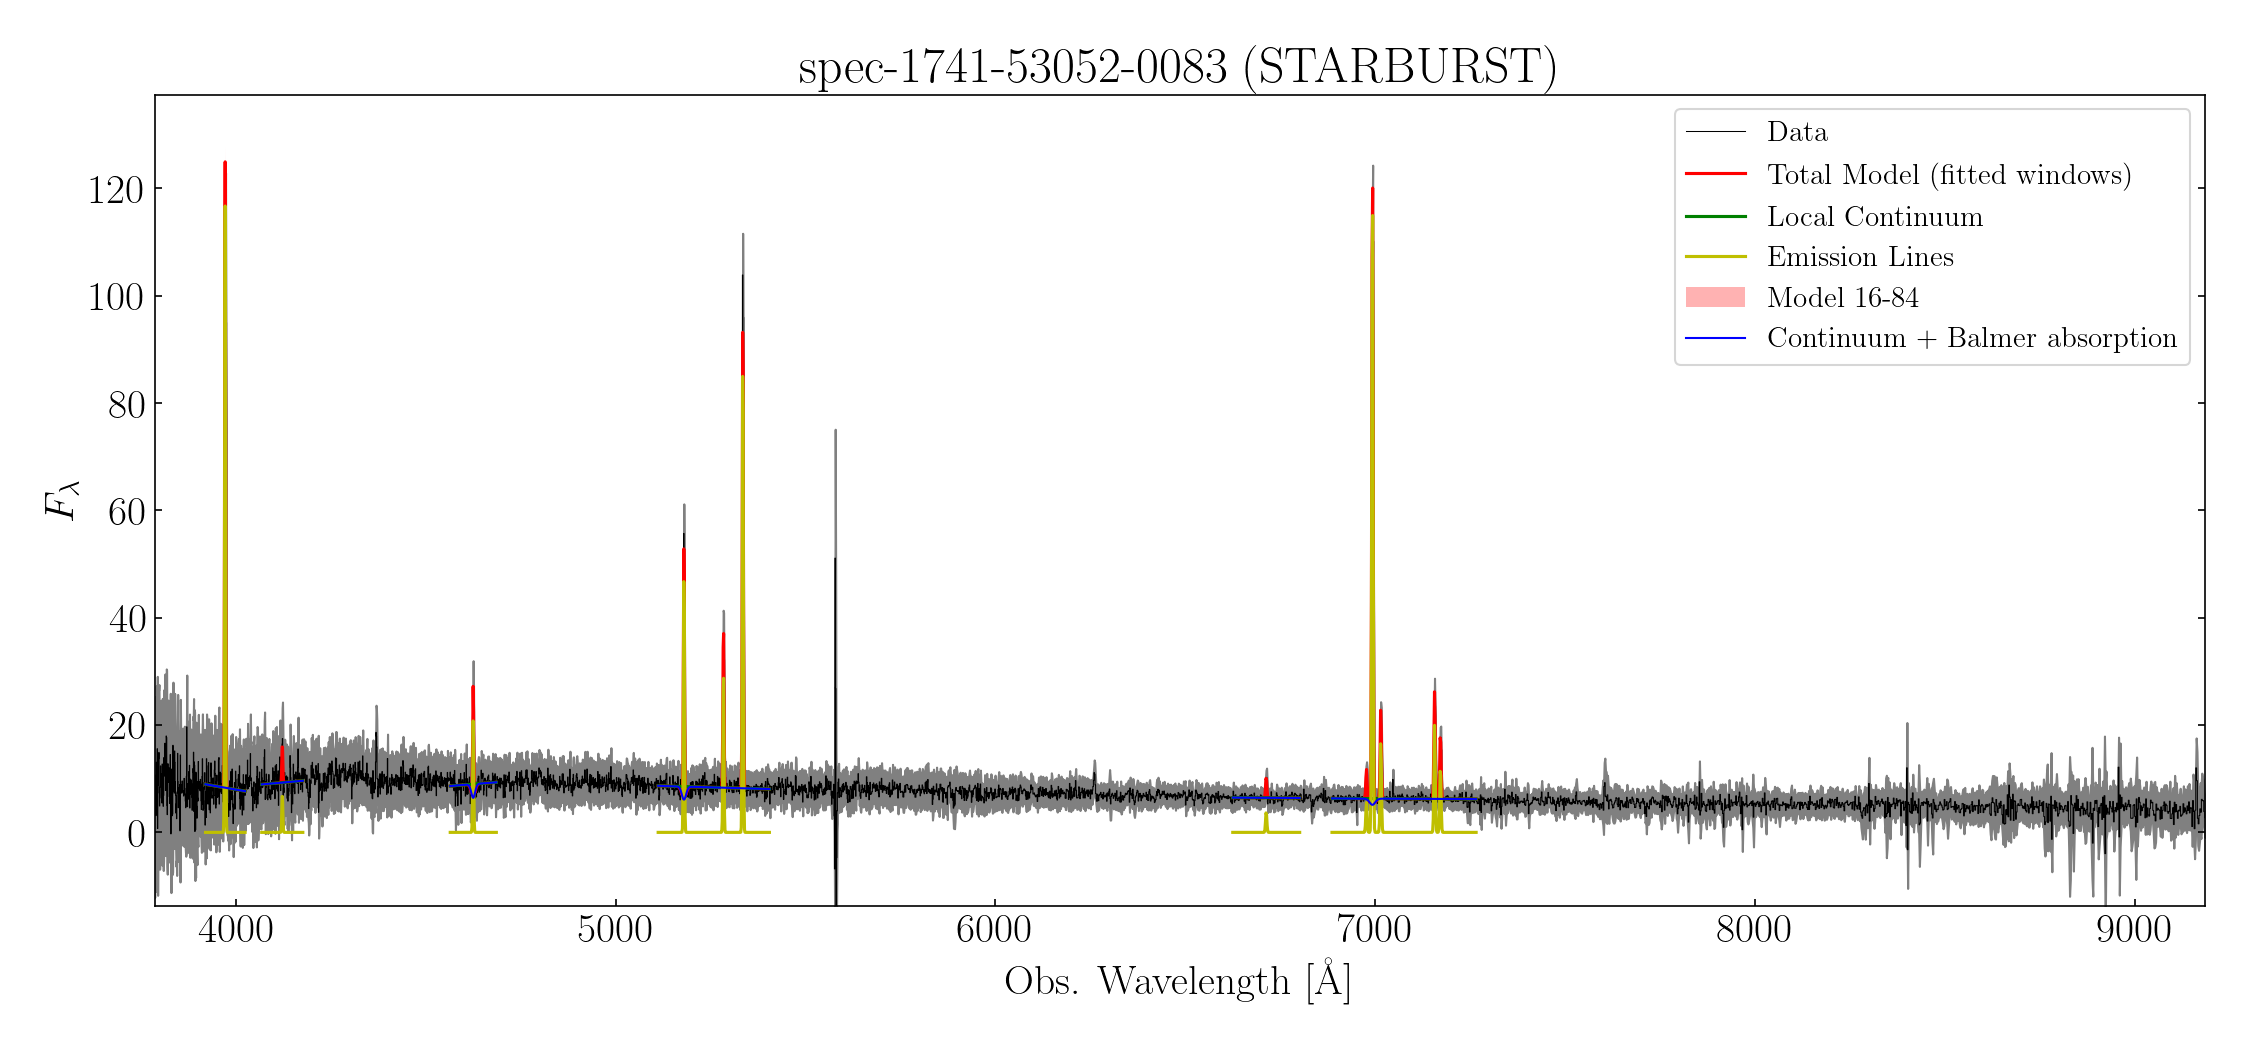 spec-1741-53052-0083 (STARBURST)
Data
Total Model (fitted windows)
Local Continuum
Emission Lines
Model 16-84
Continuum + Balmer absorption
120
100
80
60
40
20
0
Fλ
4000 5000 6000 7000 8000 9000
Obs. Wavelength [Å]